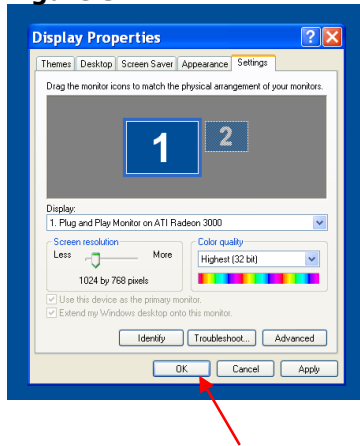 Display Properties
Themes Desktop Screen Saver Appearance Settings
Drag the monitor icons to match the physical arrangement of your monitors.
1 2
Display:
1. Plug and Play Monitor on ATI Radeon 3000
Screen resolution
Less More
1024 by 768 pixels
Color quality
Highest (32 bit)
Use this device as the primary monitor.
Extend my Windows desktop onto this monitor.
Identify Troubleshoot... Advanced
OK Cancel Apply